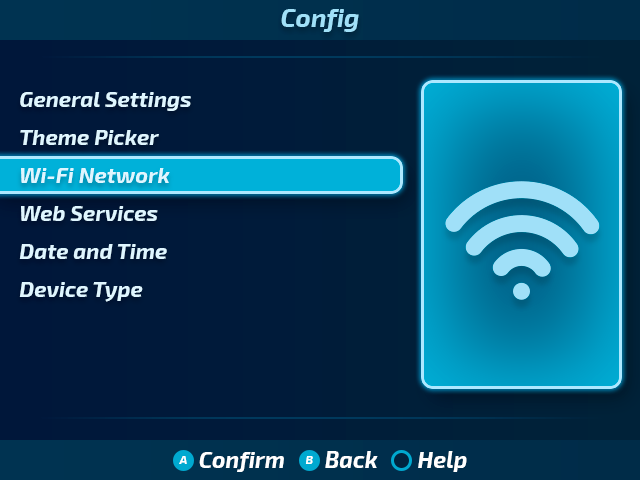 Config
General Settings
Theme Picker
Wi-Fi Network
Web Services
Date and Time
Device Type
A Confirm B Back Help